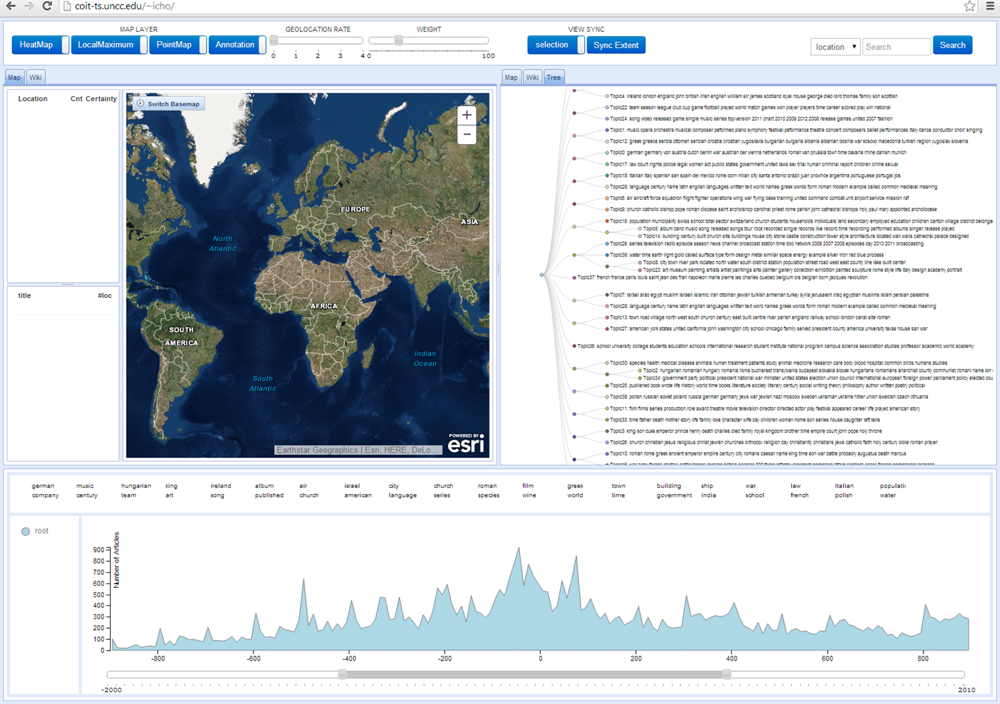 coit-ts.uncc.edu/~icho/
MAP LAYER
GEOLOCATION RATE
WEIGHT
VIEW SYNC
HeatMap
LocalMaximum
PointMap
Annotation
selection
Sync Extent
location
Search
Search
0 1 2 3 4 0 100
Map Wiki
Map Wiki Tree
Location Cnt Certainty
title #loc
Switch Basemap
+
−
EUROPE
ASIA
North
Atlantic
AFRICA
SOUTH
AMERICA
Indian
Ocean
South
Atlantic
POWERED BY
esri
Earthstar Geographics | Esri, HERE, DeLo...
Topic4: ireland london england john british irish english william sir james scotland loyal house george died lord thomas family son scottish
Topic22: team season league club cup game football played world match games won player players time career scored play win national
Topic24: song video released game single music series top version 2011 chart 2010 2009 2012 2008 release games united 2007 fashion
Topic1: music opera orchestra musical composer peformed piano symphony festival peformance theatre concert composers ballet performances italy dance conductor choir singing
Topic12: greek greece serbia ottoman serbian croatia croatian yugoslavia bulgarian bulgaria albania albanian bosnia war kosovo macedonia turkish region yugoslav slovenia
Topic0: german germany von austria dutch berlin war austrian der vienna netherlands roman van prussia town time bavaria rhine danish munich
Topic17: law court rights police legal women act public states government united laws sex trial human criminal report children crime sexual
Topic18: italian italy spanish san spain del mexico rome born milan city santa antonio brazil juan province argentina portuguese portugal jos
Topic28: language century name latin english languages written text world names greek words form roman modern example called common medieval meaning
Topic6: air aircraft force squadron flight fighter operations wing war flying base training united command combat unit airport service mission raf
Topic9: church catholic bishop pope roman diocese saint archbishop cardinal priest rome parish john cathedral bishops holy paul mary appointed archdiocese
Topic19: population municipality swiss school total sector switzerland church students households individuals land secondary employed education children canton village district belonge
Topic5: album band music song released songs tour rock recorded single records live record time recording performed albums singer release played
Topic14: building century built church site buildings house city stone castle construction tower style architecture located wall walls cathedral palace designed
Topic29: series television radio episode season news channel broadcast station time bbc network 2009 2007 2008 episodes day 2010 2011 broadcasting
Topic39: water time earth light gold called surface type form design metal similar space energy example silver iron red blue process
Topic8: city town river park located north water south district station population street road west east county line lake built center
Topic23: art museum painting artists artist paintings arts painter gallery collection exhibition painted sculpture rome style life italy design academy portrait
Topic37: french france paris louis saint jean des fran napoleon marie pierre les charles quebec belgium ois belgian born jacques revolution
Topic7: israel arab egypt muslim israeli islamic iran ottoman jewish turkish armenian turkey syria jerusalem iraq egyptian muslims islam persian palestine
Topic28: language century name latin english languages written text word names greek words form roman modern example called common medieval meaning
Topic13: town road village north west south church century east built centre river parish england railway school london canal site roman
Topic27: american york states united california john washington city school chicago family served president county america university texas house san war
Topic36: school university college students education schools international research student institute national program campus science association studies professor academic world academy
Topic30: species health medical disease animals human treatment patients study animal medicine research care body blood hospital common birds humans studies
Topic2: hungarian romanian hungary romania roma bucharest transylvania budapest slovakia slovak hungarians romanians anarchist county communist romani name ion
Topic34: government party political president national war minister united states election union council international european foreign power parliament policy elected cou
Topic25: published book wrote life history world time books literature society literary century social writing theory philosophy author written poetry political
Topic38: polish russian soviet poland russia german germany jews war jewish nazi moscow sweden ukrainian ukraine hitler union swedish czech lithuania
Topic11: film films series production role award theatre movie television director directed actor play festival appeared career life played american story
Topic33: time father death mother story life family love character wife day children woman home son series house daughter left tells
Topic3: king son duke emperor prince henry death charles died family royal kingdom brother time empire court john pope holy throne
Topic26: church christian jesus religious christ jewish churches orthodox religion day christianity christians jews catholic faith holy century bible roman prayer
Topic10: roman rome greek ancient emperor empire century city romans caesar name king time son war battle probably augustus death marcus
german music hungarian king ireland album air israel city church roman film greek town building ship war law italian populati
company century team art song published church american language series species wine world time government india school french polish water
root
Number of Articles
900
800
700
600
500
400
300
200
100
0
-800 -600 -400 -200 0 200 400 600 800
-2000 2010